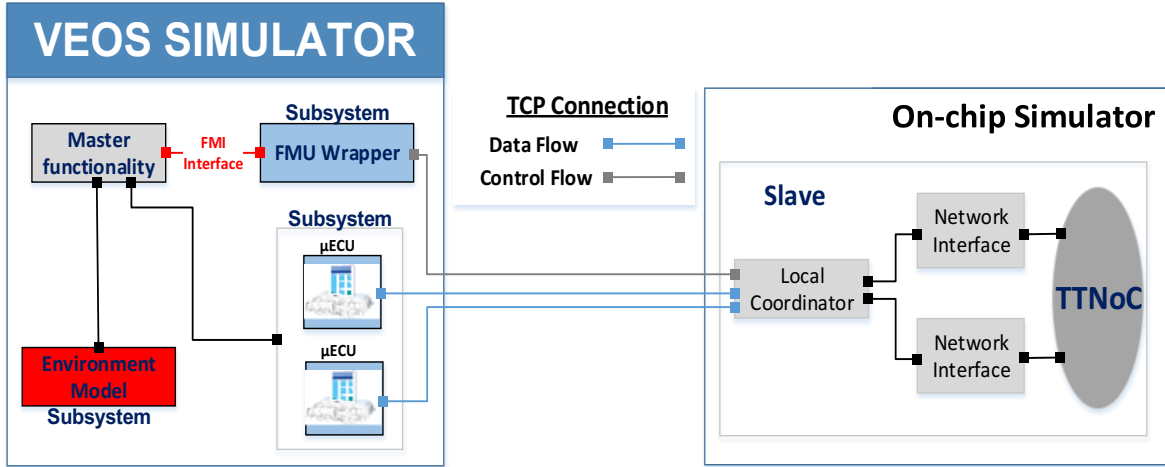 VEOS SIMULATOR
Subsystem
Master
functionality
FMI
Interface
FMU Wrapper
Subsystem
µECU
µECU
Environment
Model
Subsystem
TCP Connection
Data Flow
Control Flow
On-chip Simulator
Slave
Local
Coordinator
Network
Interface
Network
Interface
TTNoC